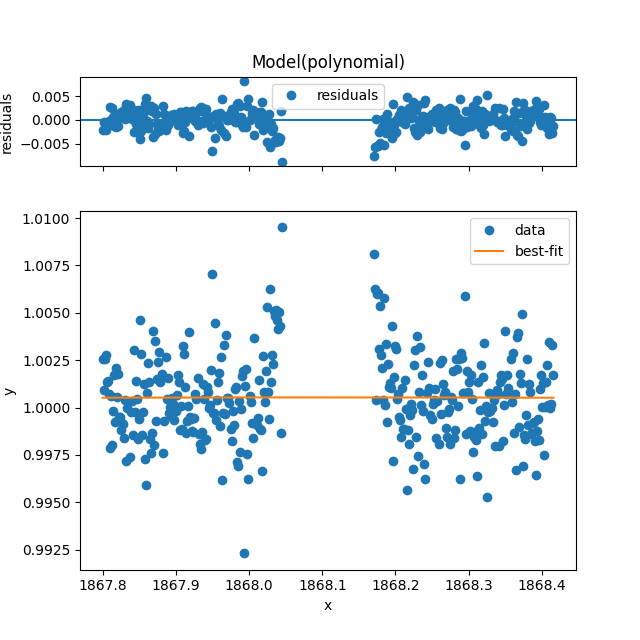 Model(polynomial)
residuals
0.005
0.000
−0.005
residuals
1.0100
1.0075
1.0050
1.0025
1.0000
0.9975
0.9950
0.9925
y
data
best-fit
1867.8 1867.9 1868.0 1868.1 1868.2 1868.3 1868.4
x